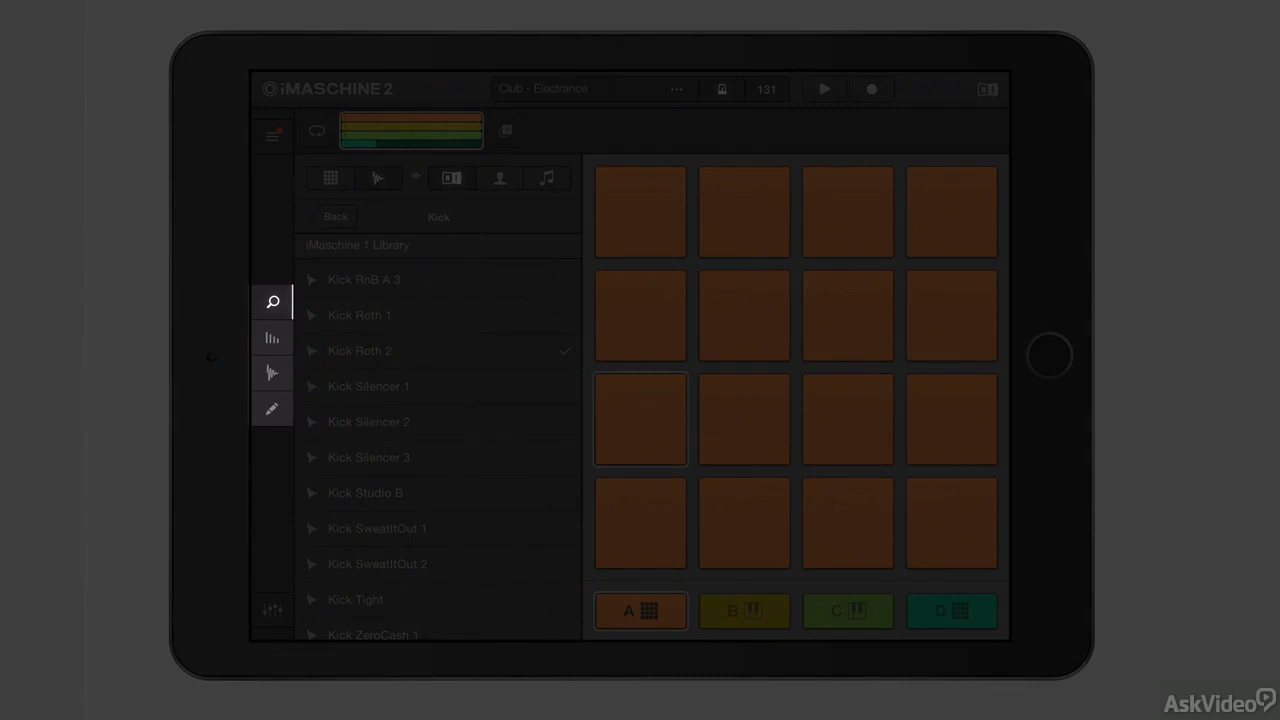 iMASCHINE 2
Club - Electrance
131
Back
Kick
iMaschine 1 Library
Kick RnB A 3
Kick Roth 1
Kick Roth 2
Kick Silencer 1
Kick Silencer 2
Kick Silencer 3
Kick Studio B
Kick SweatItOut 1
Kick SweatItOut 2
Kick Tight
Kick ZeroCash 1
A
B
C
D
AskVideo